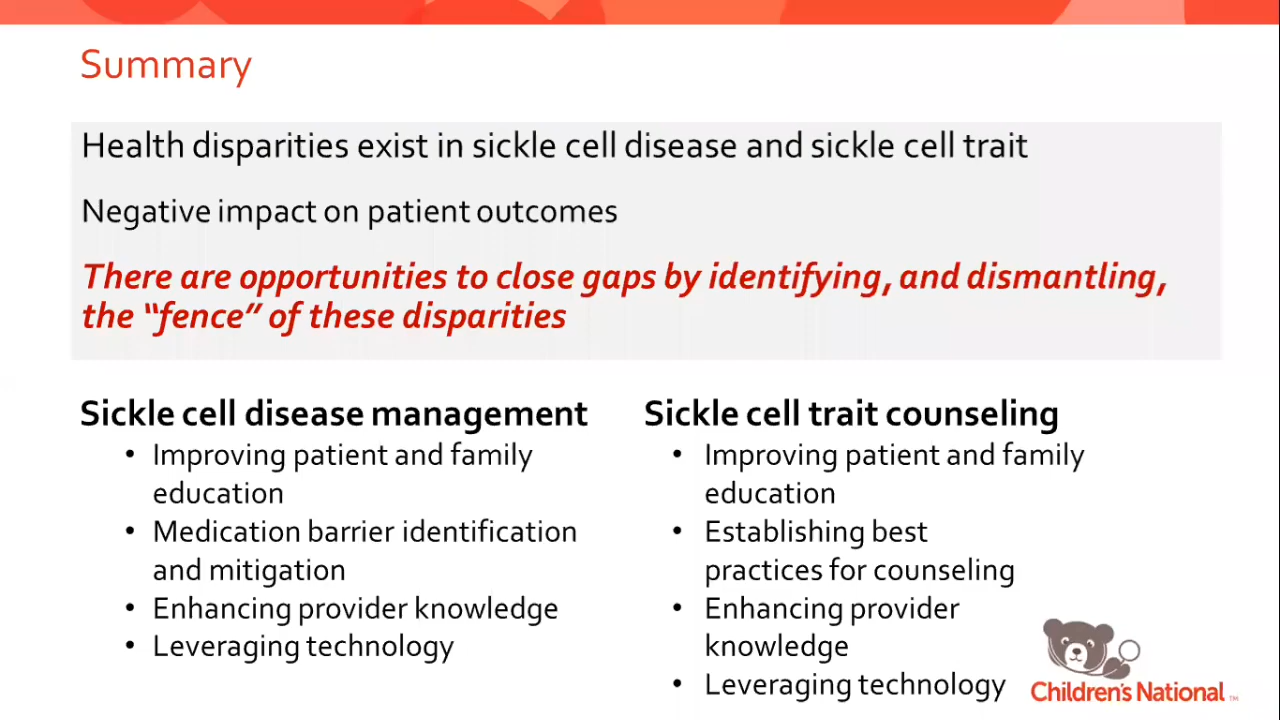 Summary
Health disparities exist in sickle cell disease and sickle cell trait
Negative impact on patient outcomes
There are opportunities to close gaps by identifying, and dismantling,
the “fence” of these disparities
Sickle cell disease management
• Improving patient and family
education
• Medication barrier identification
and mitigation
• Enhancing provider knowledge
• Leveraging technology
Sickle cell trait counseling
• Improving patient and family
education
• Establishing best
practices for counseling
• Enhancing provider
knowledge
• Leveraging technology
Children's National ™